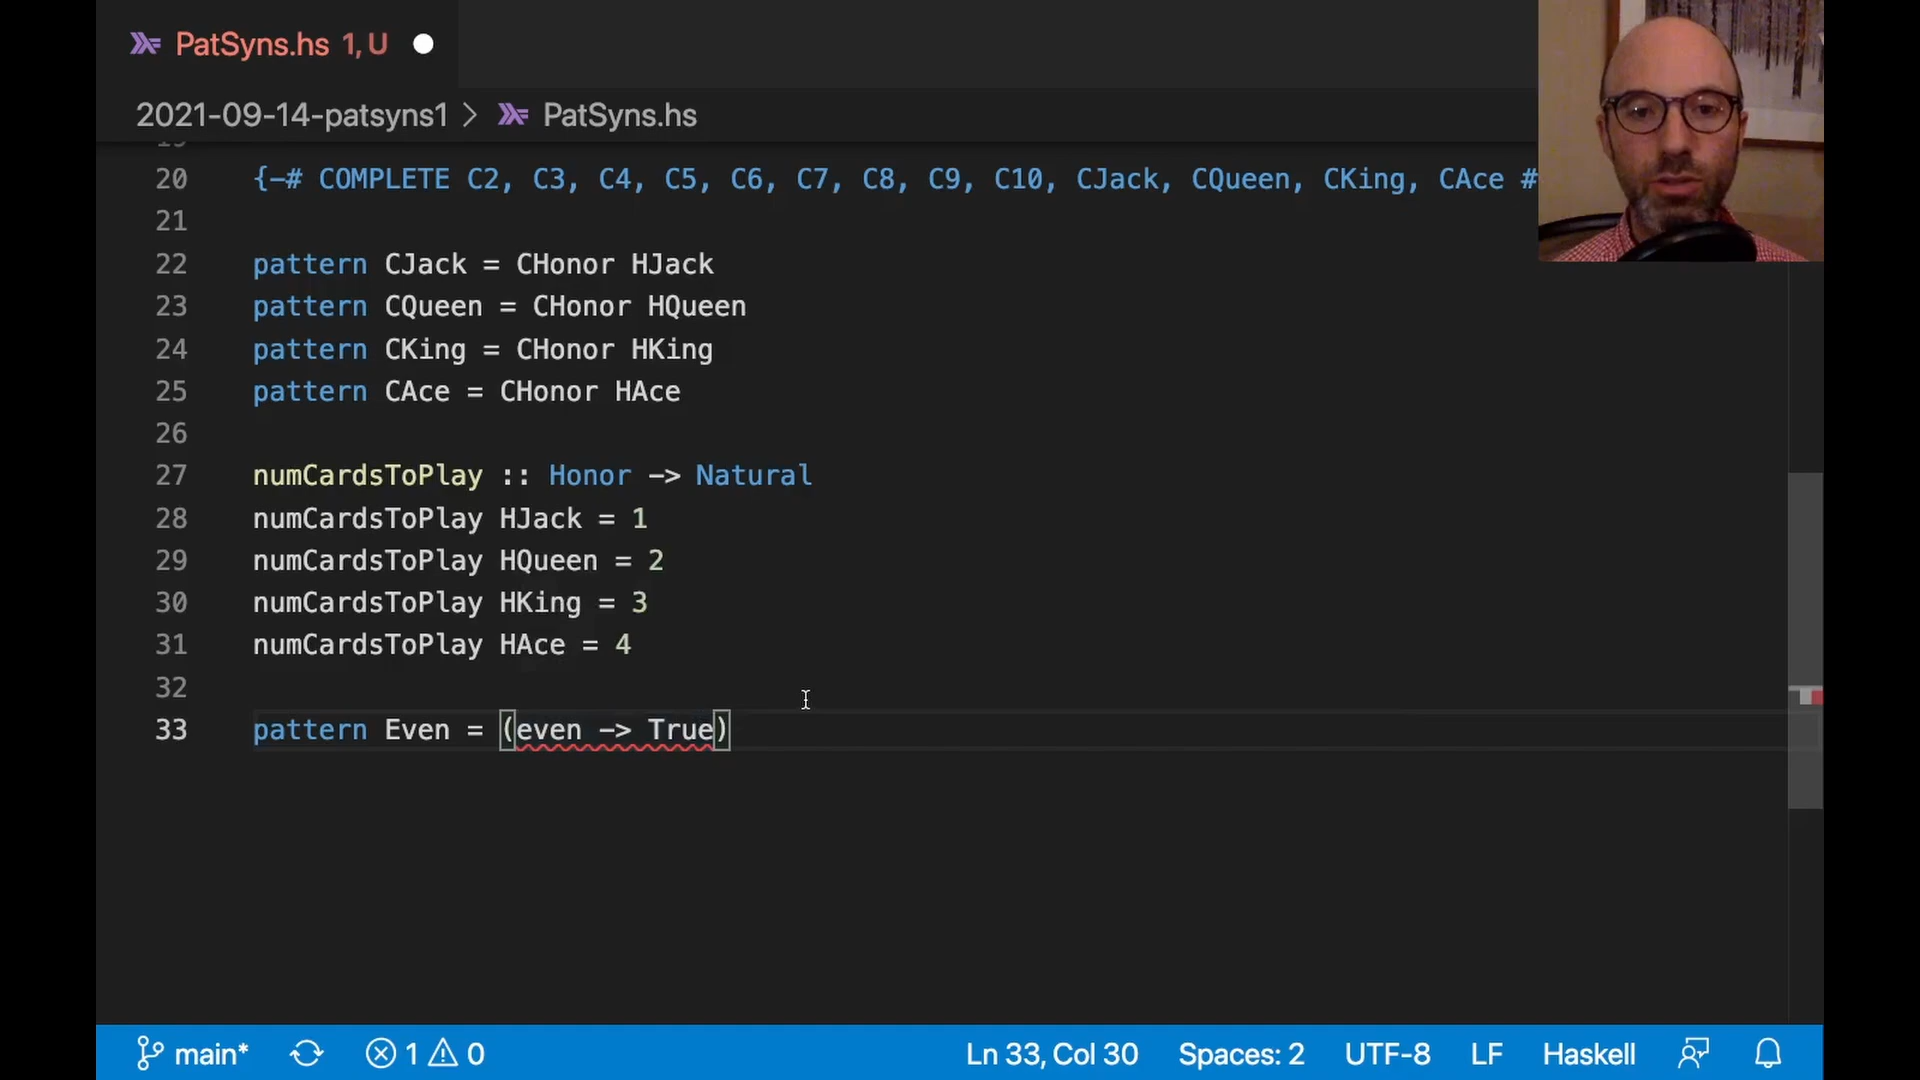 PatSyns.hs 1, U
2021-09-14-patsyns1 > PatSyns.hs
19
20 {-# COMPLETE C2, C3, C4, C5, C6, C7, C8, C9, C10, CJack, CQueen, CKing, CAce #
21
22 pattern CJack = CHonor HJack
23 pattern CQueen = CHonor HQueen
24 pattern CKing = CHonor HKing
25 pattern CAce = CHonor HAce
26
27 numCardsToPlay :: Honor -> Natural
28 numCardsToPlay HJack = 1
29 numCardsToPlay HQueen = 2
30 numCardsToPlay HKing = 3
31 numCardsToPlay HAce = 4
32
33 pattern Even = (even -> True)
main* 1 0 Ln 33, Col 30 Spaces: 2 UTF-8 LF Haskell